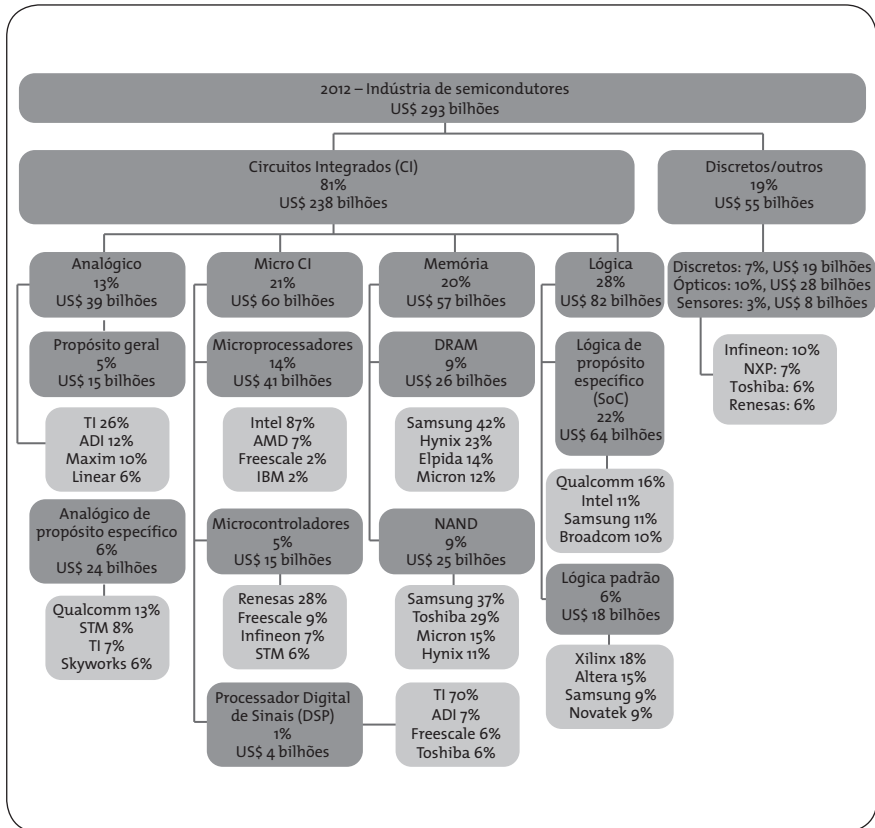 2012 – Indústria de semicondutores
US$ 293 bilhões
Circuitos Integrados (CI)
81%
US$ 238 bilhões
Discretos/outros
19%
US$ 55 bilhões
Analógico
13%
US$ 39 bilhões
Micro CI
21%
US$ 60 bilhões
Memória
20%
US$ 57 bilhões
Lógica
28%
US$ 82 bilhões
Discretos: 7%, US$ 19 bilhões
Ópticos: 10%, US$ 28 bilhões
Sensores: 3%, US$ 8 bilhões
Propósito geral
5%
US$ 15 bilhões
Microprocessadores
14%
US$ 41 bilhões
DRAM
9%
US$ 26 bilhões
Lógica de
propósito
específico
(SoC)
22%
US$ 64 bilhões
Infineon: 10%
NXP: 7%
Toshiba: 6%
Renesas: 6%
TI 26%
ADI 12%
Maxim 10%
Linear 6%
Intel 87%
AMD 7%
Freescale 2%
IBM 2%
Samsung 42%
Hynix 23%
Elpida 14%
Micron 12%
Qualcomm 16%
Intel 11%
Samsung 11%
Broadcom 10%
Analógico de
propósito específico
6%
US$ 24 bilhões
Microcontroladores
5%
US$ 15 bilhões
NAND
9%
US$ 25 bilhões
Lógica padrão
6%
US$ 18 bilhões
Qualcomm 13%
STM 8%
TI 7%
Skyworks 6%
Renesas 28%
Freescale 9%
Infineon 7%
STM 6%
Samsung 37%
Toshiba 29%
Micron 15%
Hynix 11%
Xilinx 18%
Altera 15%
Samsung 9%
Novatek 9%
Processador Digital
de Sinais (DSP)
1%
US$ 4 bilhões
TI 70%
ADI 7%
Freescale 6%
Toshiba 6%